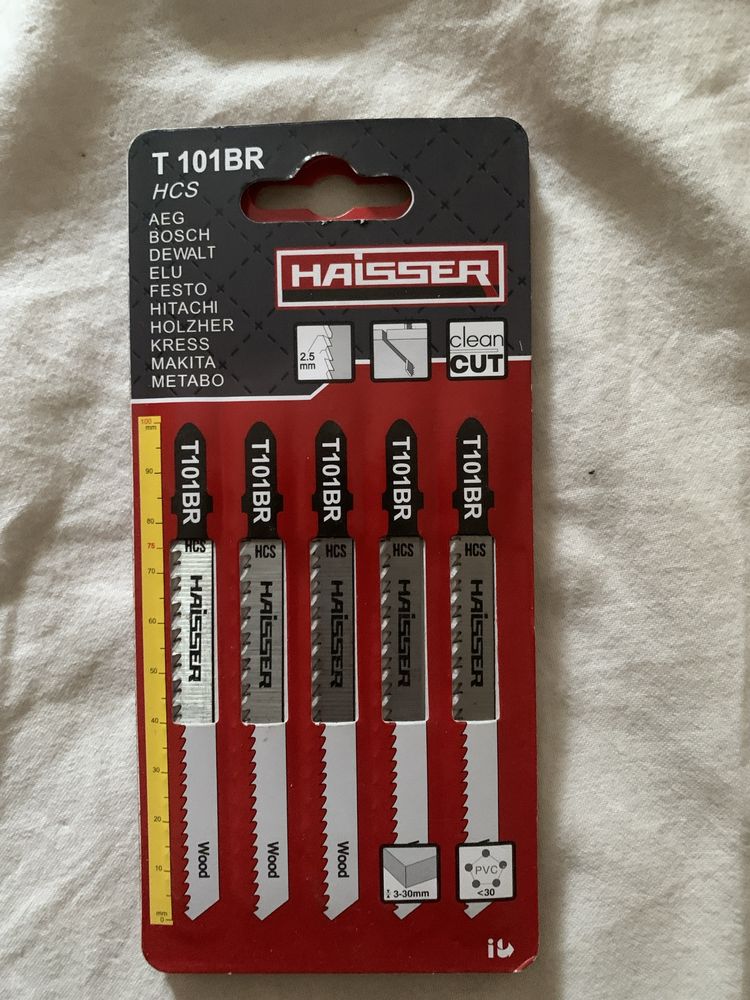 T 101BR
HCS
AEG
BOSCH
DEWALT
ELU
FESTO
HITACHI
HOLZHER
KRESS
MAKITA
METABO
HAISSER
2.5
mm
clean
CUT
100
mm
90
80
75
70
60
50
40
30
20
10
mm
0
T101BR
T101BR
T101BR
T101BR
T101BR
HCS
HCS
HCS
HCS
HCS
HAISSER
HAISSER
HAISSER
HAISSER
HAISSER
Wood
Wood
Wood
3-30mm
PVC
<30